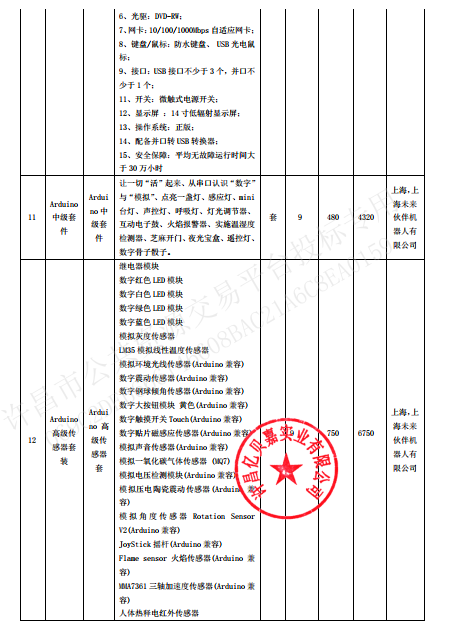 6、光驱：DVD-RW；
7、网卡：10/100/1000Mbps 自适应网卡；
8、键盘/鼠标：防水键盘、 USB 光电鼠
标；
9、接口：USB 接口不少于 3 个，并口不
少于 1 个；
11、开关：微触式电源开关；
12、显示屏 ：14 寸低辐射显示屏；
13、操作系统：正版；
14、配备并口转 USB 转换器；
15、安全保障：平均无故障运行时间大
于 30 万小时
11
Arduino
中级套
件
Ardui
no 中
级套
件
让一切“活”起来、从串口认识“数字”
与“模拟”、点亮一盏灯、感应灯、mini
台灯、声控灯、呼吸灯、灯光调节器、
互动电子鼓、火焰报警器、实施温湿度
检测器、芝麻开门、夜光宝盒、遥控灯、
数字骨子骰子。
套
9
480
4320
上海，上
海未来
伙伴机
器人有
限公司
12
Arduino
高级传
感器套
装
Ardui
no 高
级传
感器
套
继电器模块
数字红色 LED 模块
数字白色 LED 模块
数字绿色 LED 模块
数字蓝色 LED 模块
模拟灰度传感器
LM35 模拟线性温度传感器
模拟环境光线传感器(Arduino 兼容)
数字震动传感器(Arduino 兼容)
数字钢球倾角传感器(Arduino 兼容)
数字大按钮模块 黄色(Arduino 兼容)
数字触摸开关 Touch(Arduino 兼容)
数字贴片磁感应传感器(Arduino 兼容)
模拟声音传感器(Arduino 兼容)
模拟一氧化碳气体传感器 (MQ7)
模拟电压检测模块(Arduino 兼容)
模拟压电陶瓷震动传感器(Arduino 兼
容)
模拟角度传感器 Rotation Sensor
V2(Arduino 兼容)
JoyStick 摇杆(Arduino 兼容)
Flame sensor 火焰传感器(Arduino 兼
容)
MMA7361 三轴加速度传感器(Arduino 兼
容)
人体热释电红外传感器
750
6750
上海，上
海未来
伙伴机
器人有
限公司
许昌亿贝嘉实业有限公司